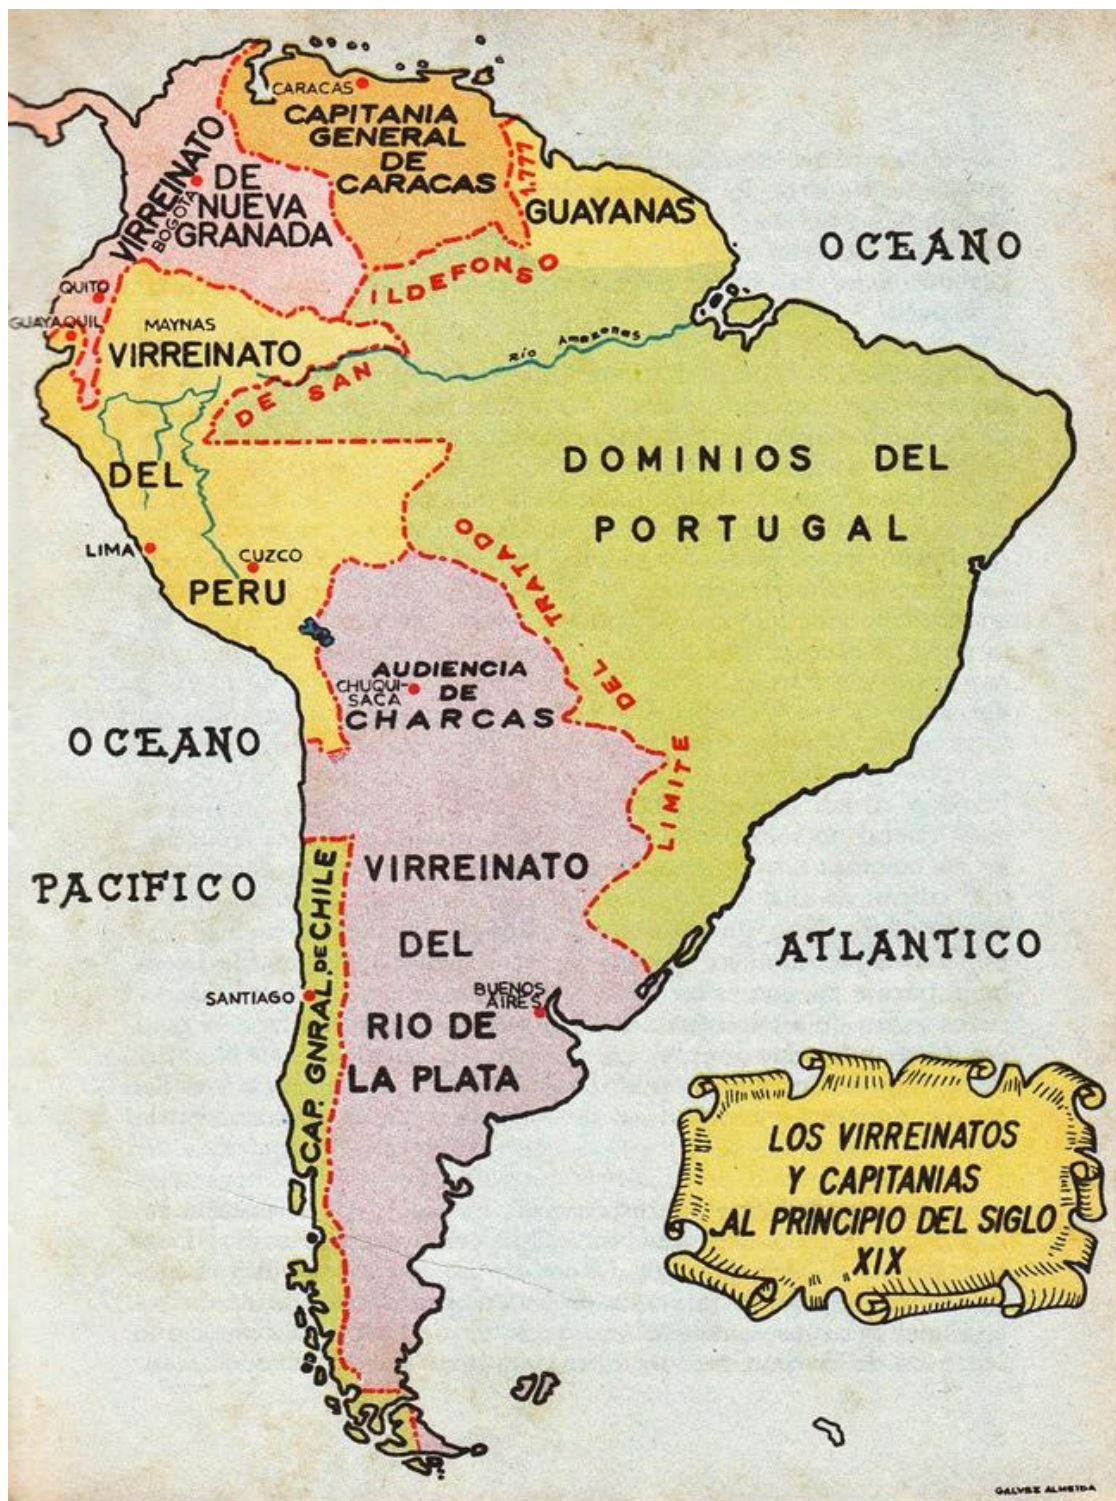 CARACAS
CAPITANIA
GENERAL
DE
CARACAS
1.777
GUAYANAS
OCEANO
VIRREINATO
DE
NUEVA
GRANADA
BOGOTA
ILDEFONSO
QUITO
GUAYAQUIL
MAYNAS
VIRREINATO
Río Amazonas
DE SAN
DEL
DOMINIOS DEL
PORTUGAL
LIMA
CUZCO
PERU
TRATADO
DEL
LIMITE
AUDIENCIA
CHUQUI-
SACA
DE
CHARCAS
OCEANO
PACIFICO
VIRREINATO
DEL
RIO DE
LA PLATA
BUENOS
AIRES
ATLANTICO
SANTIAGO
CAP. GNRAL. DE CHILE
LOS VIRREINATOS
Y CAPITANIAS
AL PRINCIPIO DEL SIGLO
XIX
GALVEZ ALMEIDA